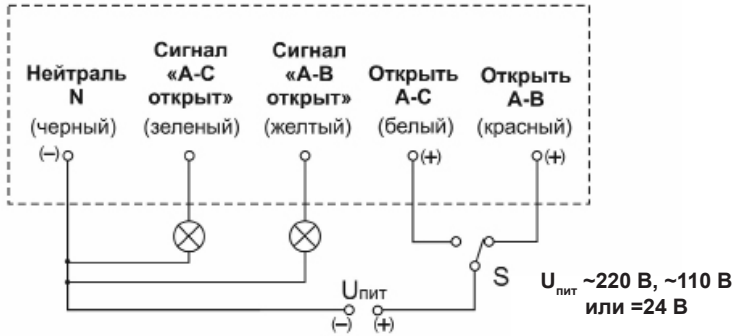 Нейтраль
N
(черный)
(−)
Сигнал
«А-С
открыт»
(зеленый)
Сигнал
«А-В
открыт»
(желтый)
Открыть
А-С
(белый)
(+)
Открыть
А-В
(красный)
(+)
S
Uпит
(−) (+)
Uпит ~220 В, ~110 В
или =24 В